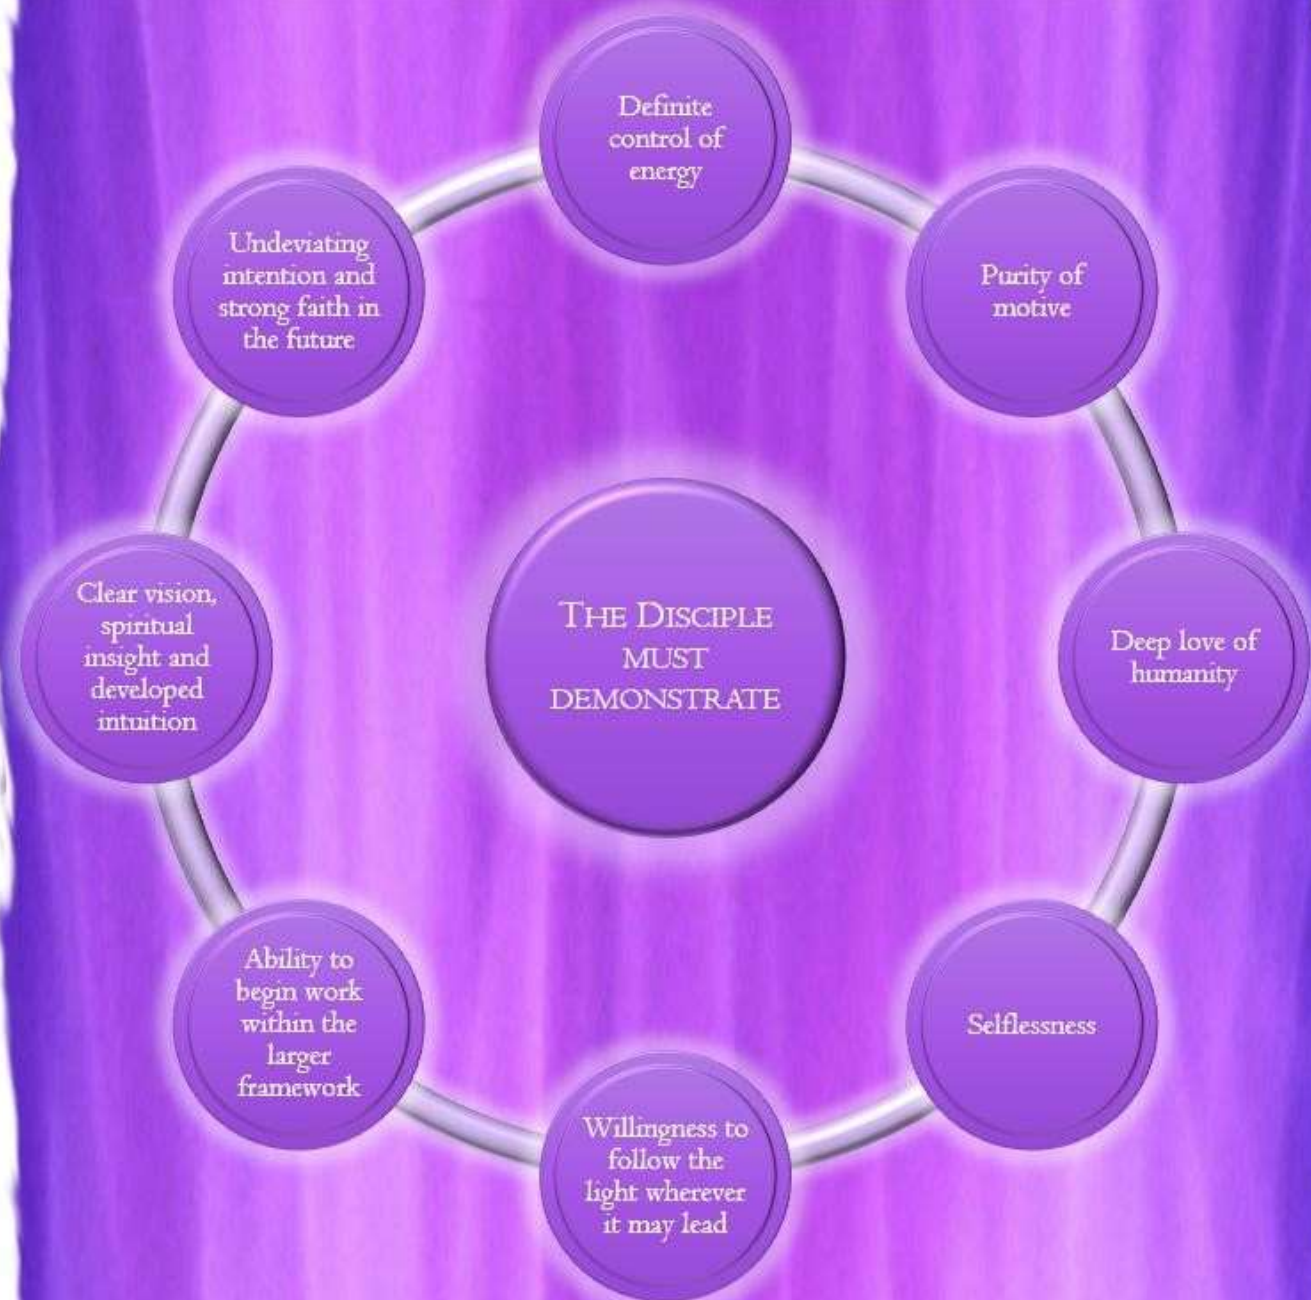 Definite
control of
energy
Purity of
motive
Deep love of
humanity
Selflessness
Willingness to
follow the
light wherever
it may lead
Ability to
begin work
within the
larger
framework
Clear vision,
spiritual
insight and
developed
intuition
Undeviating
intention and
strong faith in
the future
THE DISCIPLE
MUST
DEMONSTRATE